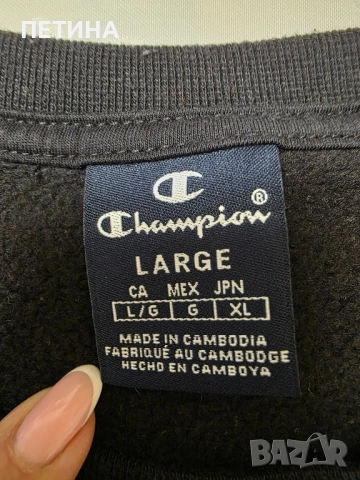 ПЕТИНА
Champion®
LARGE
CA MEX JPN
L/G G XL
MADE IN CAMBODIA
FABRIQUÉ AU CAMBODGE
HECHO EN CAMBOYA
BAZAR